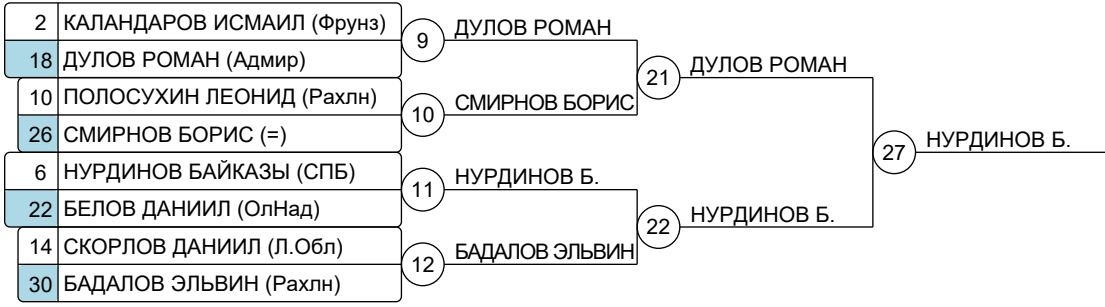 2 КАЛАНДАРОВ ИСМАИЛ (Фрунз)
18 ДУЛОВ РОМАН (Адмир)
10 ПОЛОСУХИН ЛЕОНИД (Рахлн)
26 СМИРНОВ БОРИС (=)
6 НУРДИНОВ БАЙКАЗЫ (СПБ)
22 БЕЛОВ ДАНИИЛ (ОлНад)
14 СКОРЛОВ ДАНИИЛ (Л.Обл)
30 БАДАЛОВ ЭЛЬВИН (Рахлн)
9 ДУЛОВ РОМАН
10 СМИРНОВ БОРИС
11 НУРДИНОВ Б.
12 БАДАЛОВ ЭЛЬВИН
21 ДУЛОВ РОМАН
22 НУРДИНОВ Б.
27 НУРДИНОВ Б.